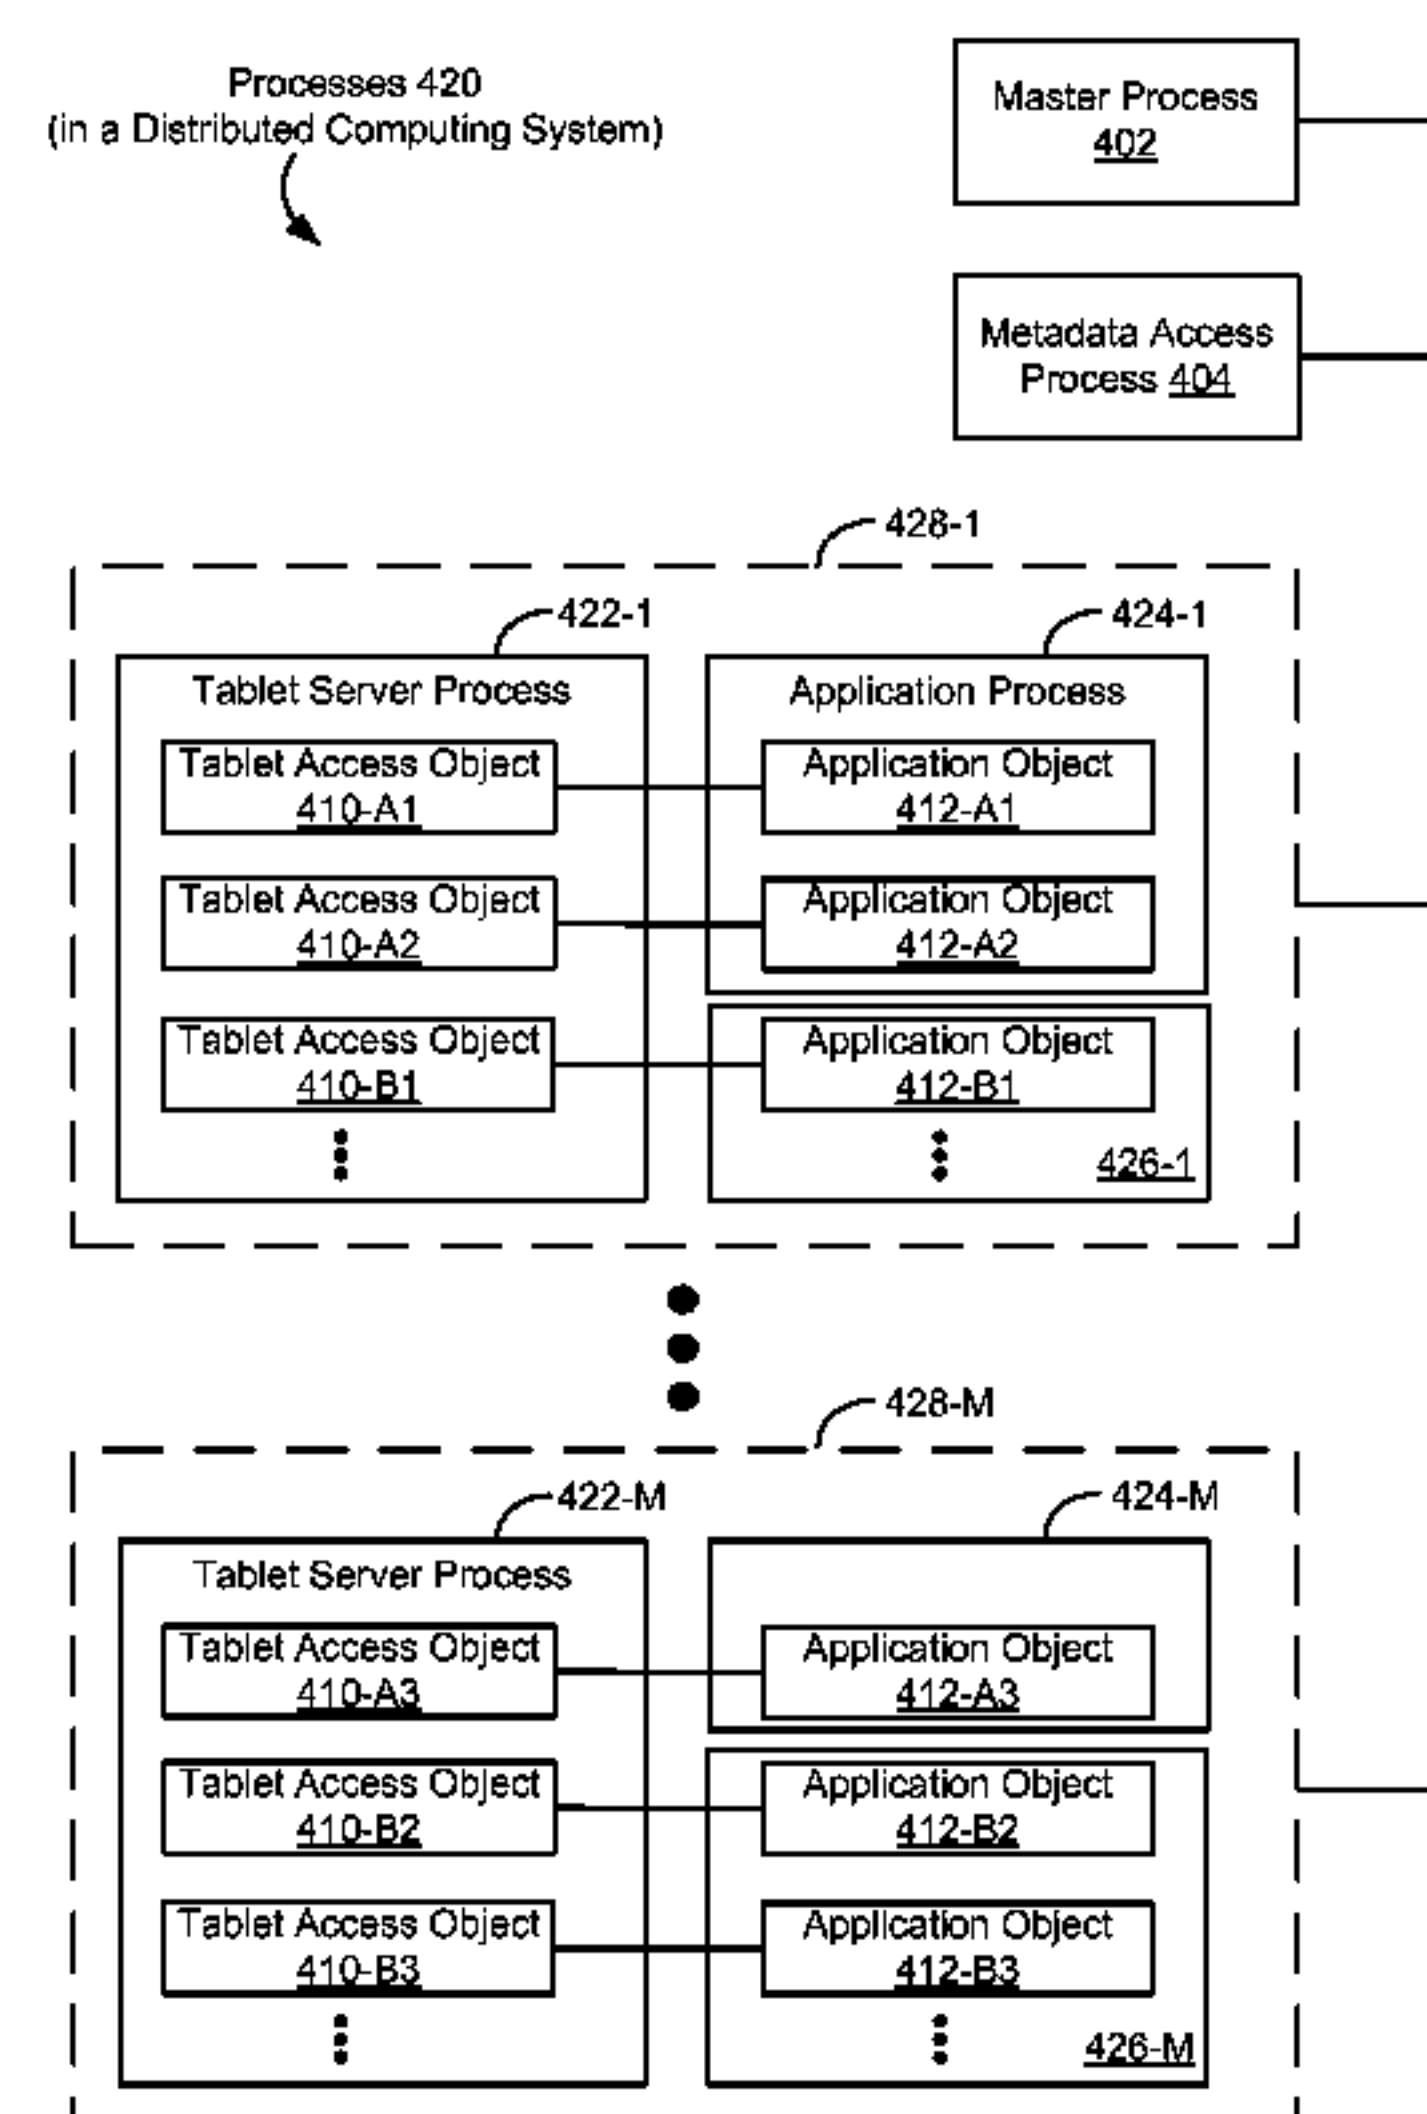 Processes 420
(in a Distributed Computing System)
Master Process
402
Metadata Access
Process 404
428-1
422-1
424-1
Tablet Server Process
Application Process
Tablet Access Object
410-A1
Application Object
412-A1
Tablet Access Object
410-A2
Application Object
412-A2
Tablet Access Object
410-B1
Application Object
412-B1
426-1
428-M
422-M
424-M
Tablet Server Process
Tablet Access Object
410-A3
Application Object
412-A3
Tablet Access Object
410-B2
Application Object
412-B2
Tablet Access Object
410-B3
Application Object
412-B3
426-M